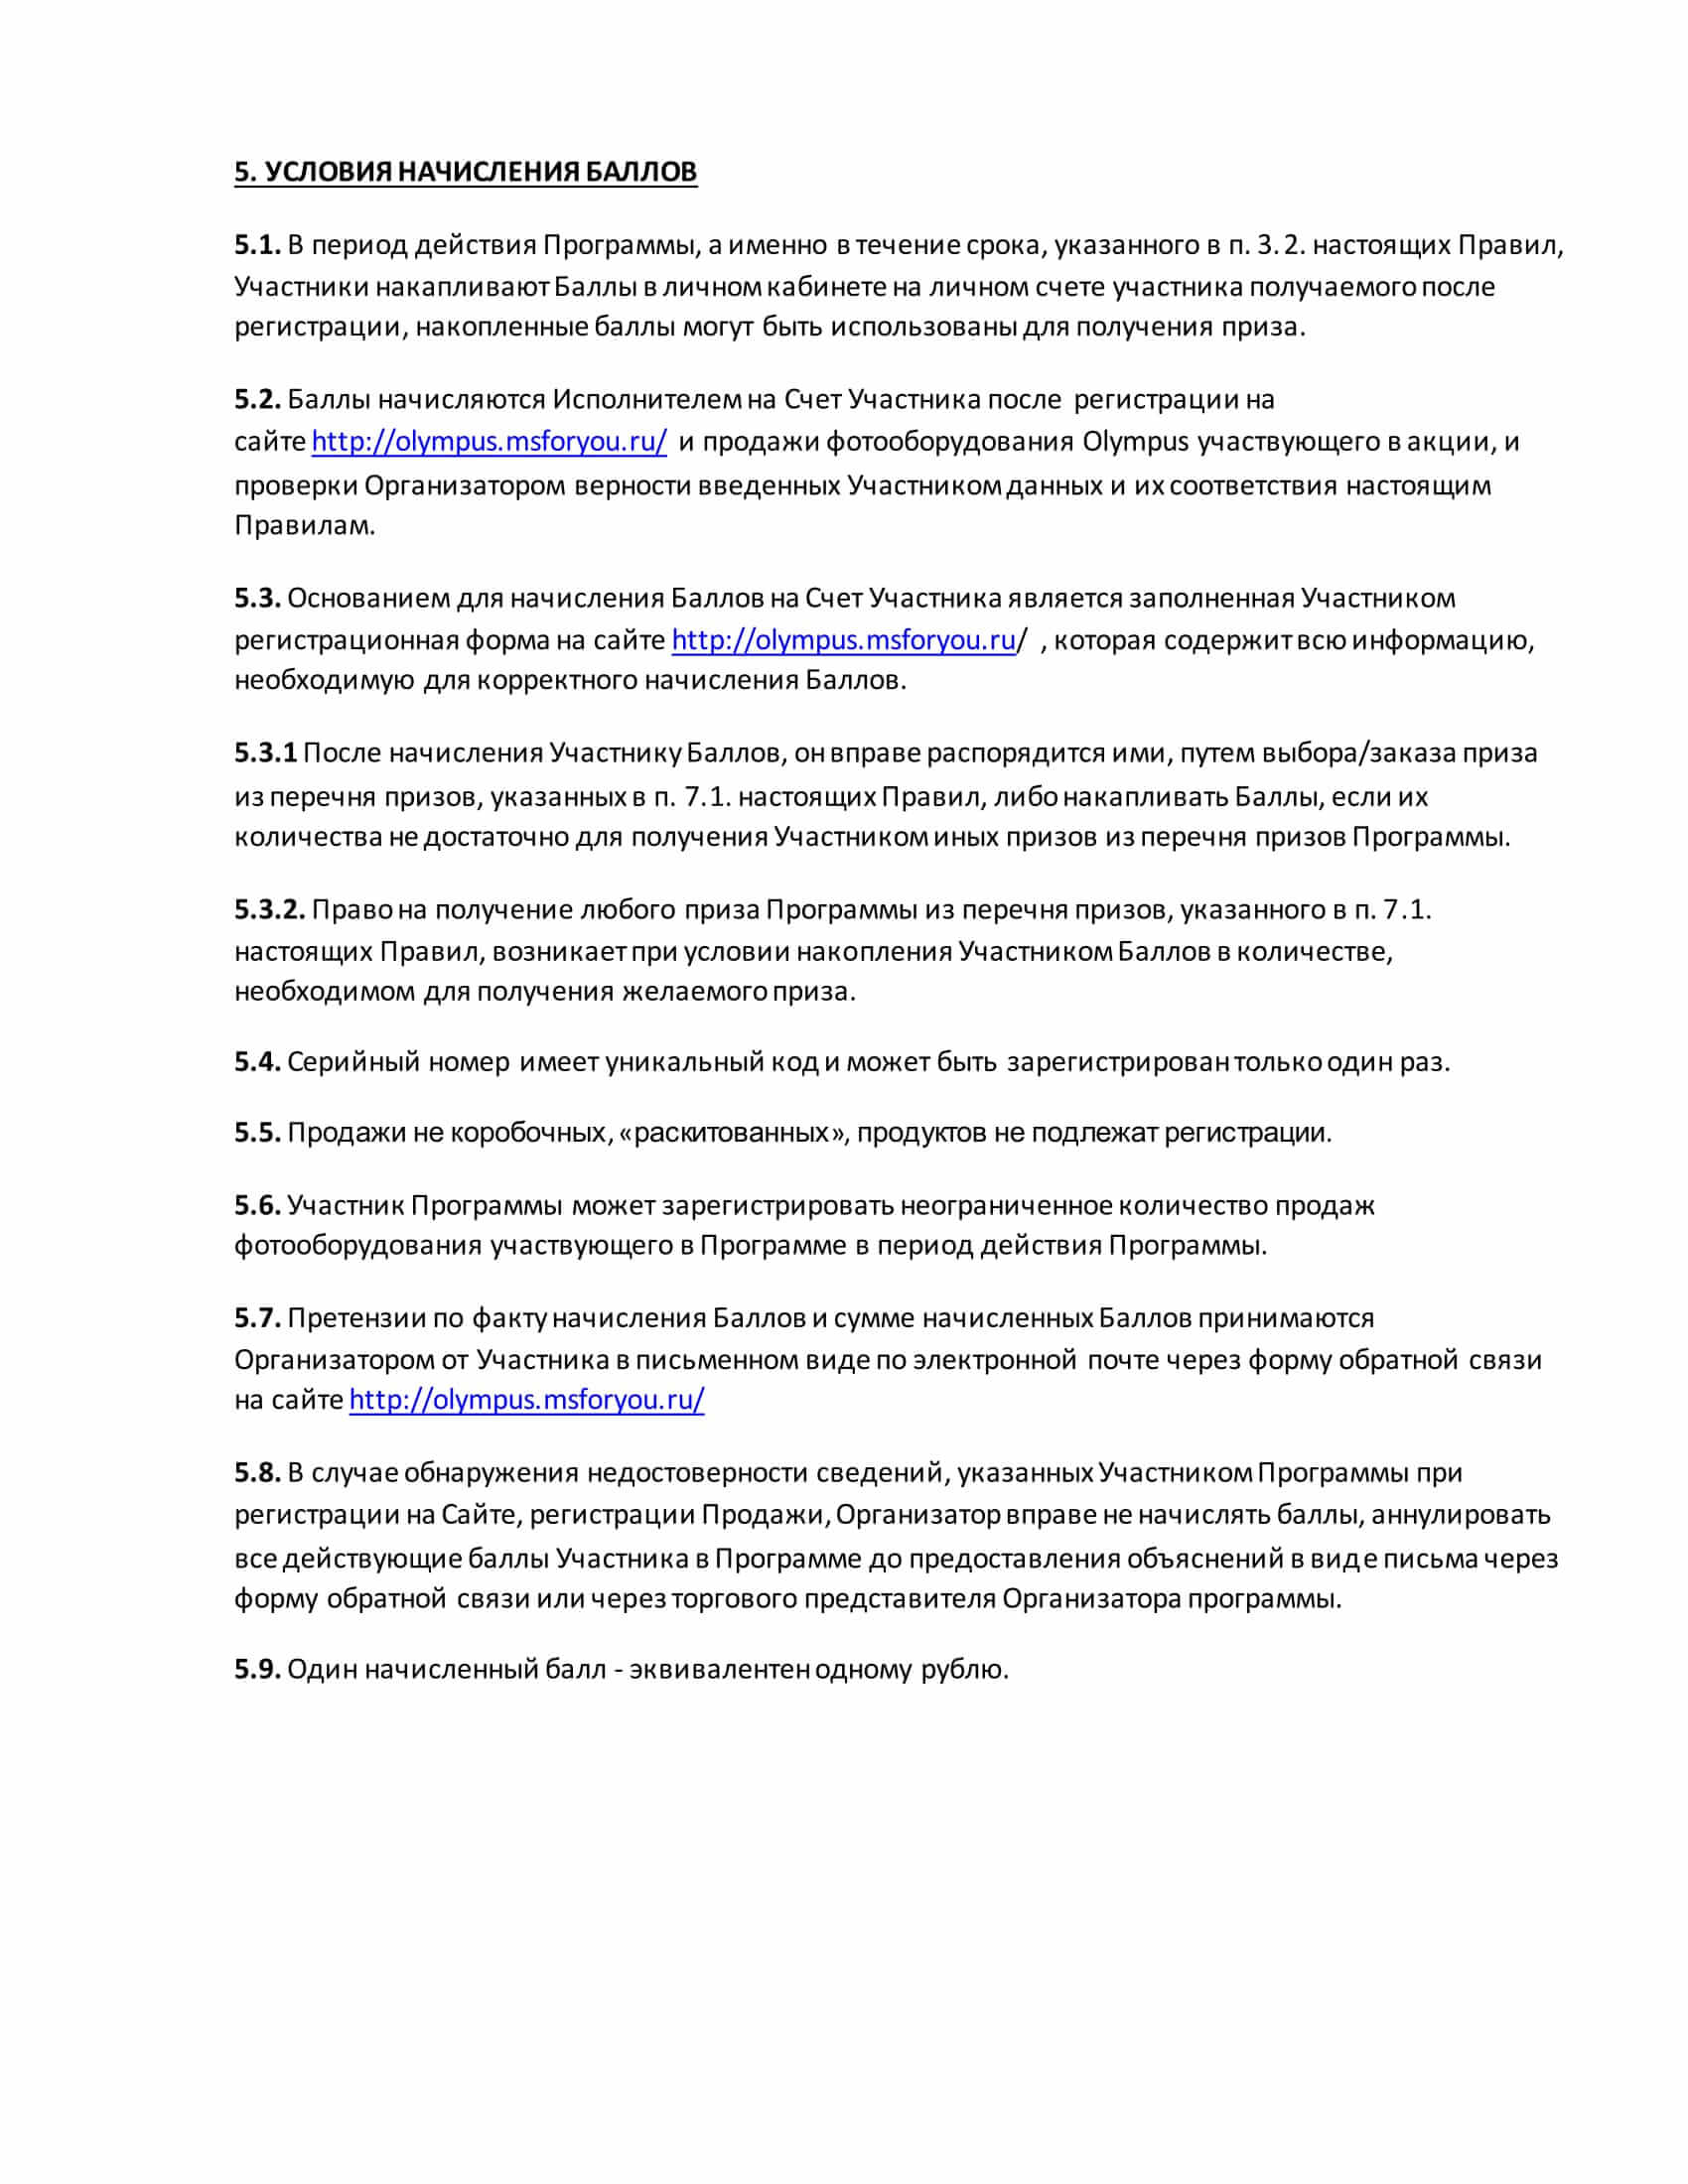 5. УСЛОВИЯ НАЧИСЛЕНИЯ БАЛЛОВ
5.1. В период действия Программы, а именно в течение срока, указанного в п. 3. 2. настоящих Правил,
Участники накапливают Баллы в личном кабинете на личном счете участника получаемого после
регистрации, накопленные баллы могут быть использованы для получения приза.
5.2. Баллы начисляются Исполнителем на Счет Участника после регистрации на
сайте http://olympus.msforyou.ru/ и продажи фотооборудования Olympus участвующего в акции, и
проверки Организатором верности введенных Участником данных и их соответствия настоящим
Правилам.
5.3. Основанием для начисления Баллов на Счет Участника является заполненная Участником
регистрационная форма на сайте http://olympus.msforyou.ru/ , которая содержит всю информацию,
необходимую для корректного начисления Баллов.
5.3.1 После начисления Участнику Баллов, он вправе распорядится ими, путем выбора/заказа приза
из перечня призов, указанных в п. 7.1. настоящих Правил, либо накапливать Баллы, если их
количества не достаточно для получения Участником иных призов из перечня призов Программы.
5.3.2. Право на получение любого приза Программы из перечня призов, указанного в п. 7.1.
настоящих Правил, возникает при условии накопления Участником Баллов в количестве,
необходимом для получения желаемого приза.
5.4. Серийный номер имеет уникальный код и может быть зарегистрирован только один раз.
5.5. Продажи не коробочных, «раскитованных», продуктов не подлежат регистрации.
5.6. Участник Программы может зарегистрировать неограниченное количество продаж
фотооборудования участвующего в Программе в период действия Программы.
5.7. Претензии по факту начисления Баллов и сумме начисленных Баллов принимаются
Организатором от Участника в письменном виде по электронной почте через форму обратной связи
на сайте http://olympus.msforyou.ru/
5.8. В случае обнаружения недостоверности сведений, указанных Участником Программы при
регистрации на Сайте, регистрации Продажи, Организатор вправе не начислять баллы, аннулировать
все действующие баллы Участника в Программе до предоставления объяснений в виде письма через
форму обратной связи или через торгового представителя Организатора программы.
5.9. Один начисленный балл - эквивалентен одному рублю.